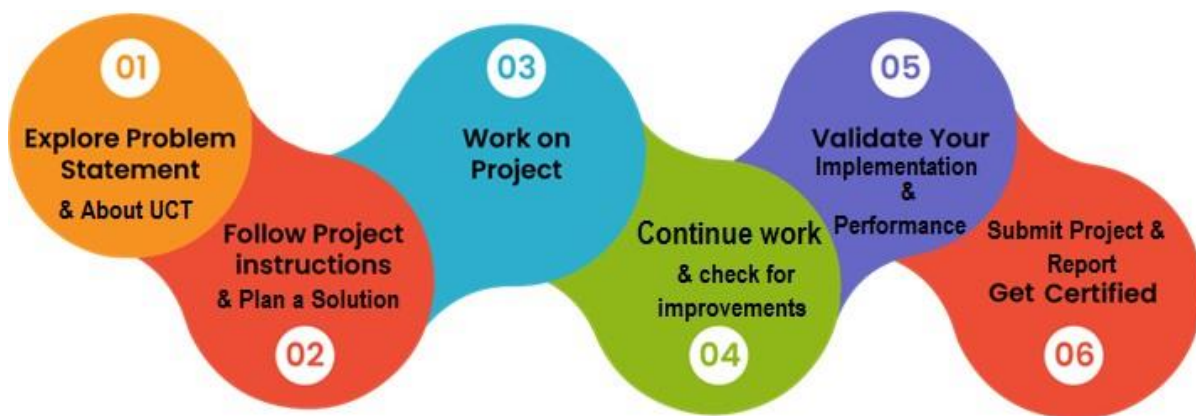 01
Explore Problem
Statement
& About UCT
Follow Project
instructions
& Plan a Solution
02
03
Work on
Project
Continue work
& check for
improvements
04
05
Validate Your
Implementation
&
Performance
Submit Project &
Report
Get Certified
06